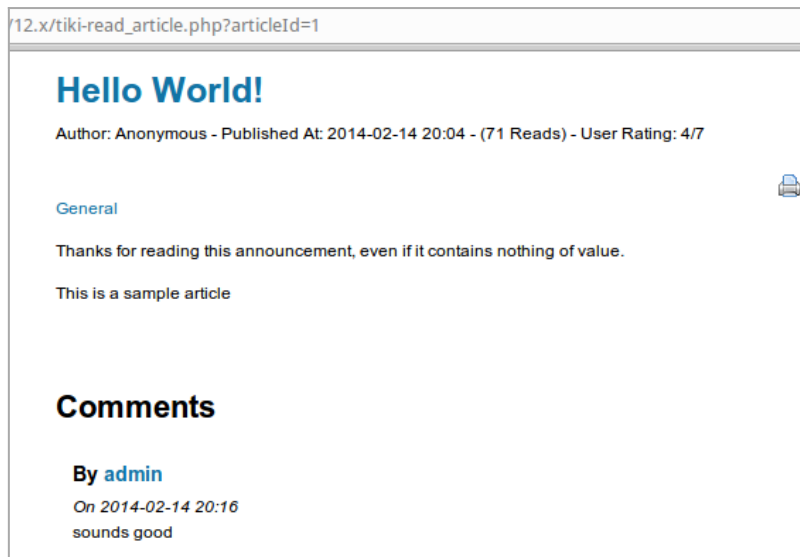 /12.x/tiki-read_article.php?articleId=1
Hello World!
Author: Anonymous - Published At: 2014-02-14 20:04 - (71 Reads) - User Rating: 4/7
General
Thanks for reading this announcement, even if it contains nothing of value.
This is a sample article
Comments
By admin
On 2014-02-14 20:16
sounds good